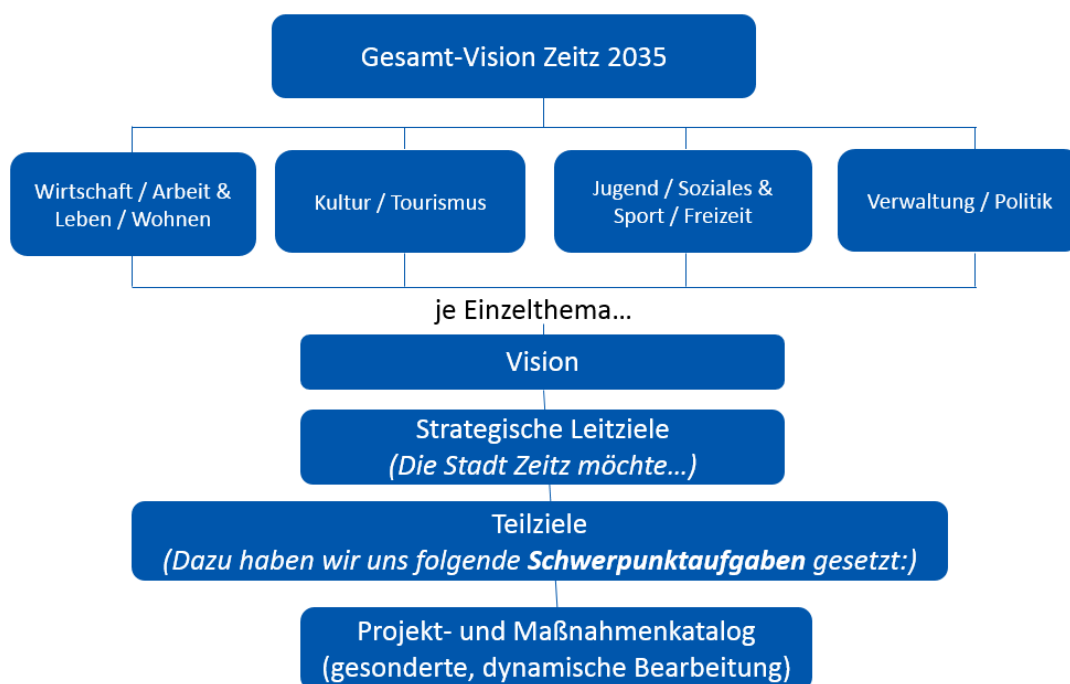 Gesamt-Vision Zeitz 2035
Wirtschaft / Arbeit &
Leben / Wohnen
Kultur / Tourismus
Jugend / Soziales &
Sport / Freizeit
Verwaltung / Politik
je Einzelthema...
Vision
Strategische Leitziele
(Die Stadt Zeitz möchte...)
Teilziele
(Dazu haben wir uns folgende Schwerpunktaufgaben gesetzt:)
Projekt- und Maßnahmenkatalog
(gesonderte, dynamische Bearbeitung)